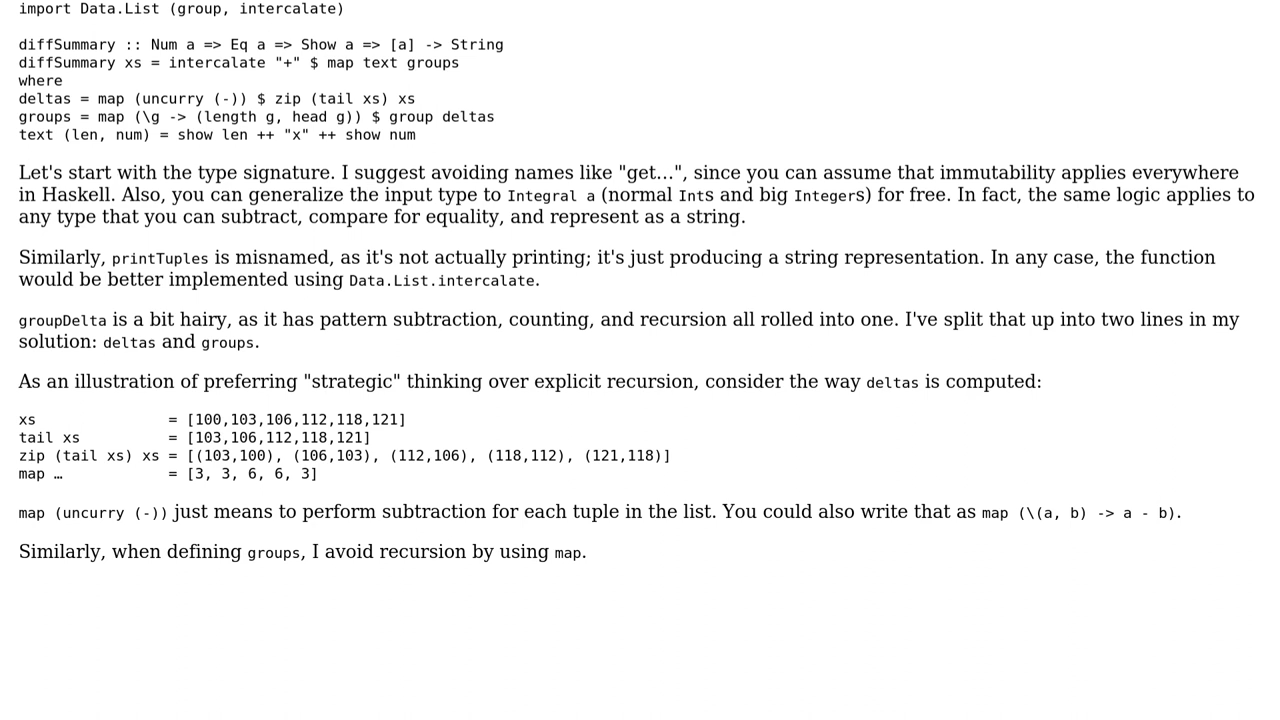 import Data.List (group, intercalate)
diffSummary :: Num a => Eq a => Show a => [a] -> String
diffSummary xs = intercalate "+" $ map text groups
where
deltas = map (uncurry (-)) $ zip (tail xs) xs
groups = map (\g -> (length g, head g)) $ group deltas
text (len, num) = show len ++ "x" ++ show num
Let's start with the type signature. I suggest avoiding names like "get…", since you can assume that immutability applies everywhere
in Haskell. Also, you can generalize the input type to Integral a (normal Ints and big Integers) for free. In fact, the same logic applies to
any type that you can subtract, compare for equality, and represent as a string.
Similarly, printTuples is misnamed, as it's not actually printing; it's just producing a string representation. In any case, the function
would be better implemented using Data.List.intercalate.
groupDelta is a bit hairy, as it has pattern subtraction, counting, and recursion all rolled into one. I've split that up into two lines in my
solution: deltas and groups.
As an illustration of preferring "strategic" thinking over explicit recursion, consider the way deltas is computed:
xs               = [100,103,106,112,118,121]
tail xs          = [103,106,112,118,121]
zip (tail xs) xs = [(103,100), (106,103), (112,106), (118,112), (121,118)]
map …            = [3, 3, 6, 6, 3]
map (uncurry (-)) just means to perform subtraction for each tuple in the list. You could also write that as map (\(a, b) -> a - b).
Similarly, when defining groups, I avoid recursion by using map.